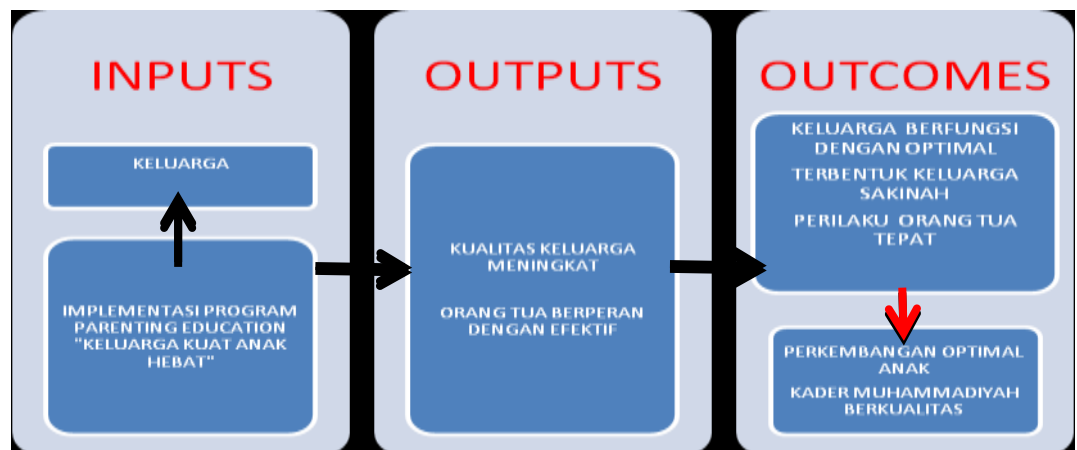 INPUTS
KELUARGA
IMPLEMENTASI PROGRAM
PARENTING EDUCATION
"KELUARGA KUAT ANAK
HEBAT"
OUTPUTS
KUALITAS KELUARGA
MENINGKAT
ORANG TUA BERPERAN
DENGAN EFEKTIF
OUTCOMES
KELUARGA BERFUNGSI
DENGAN OPTIMAL
TERBENTUK KELUARGA
SAKINAH
PERILAKU ORANG TUA
TEPAT
PERKEMBANGAN OPTIMAL
ANAK
KADER MUHAMMADIYAH
BERKUALITAS